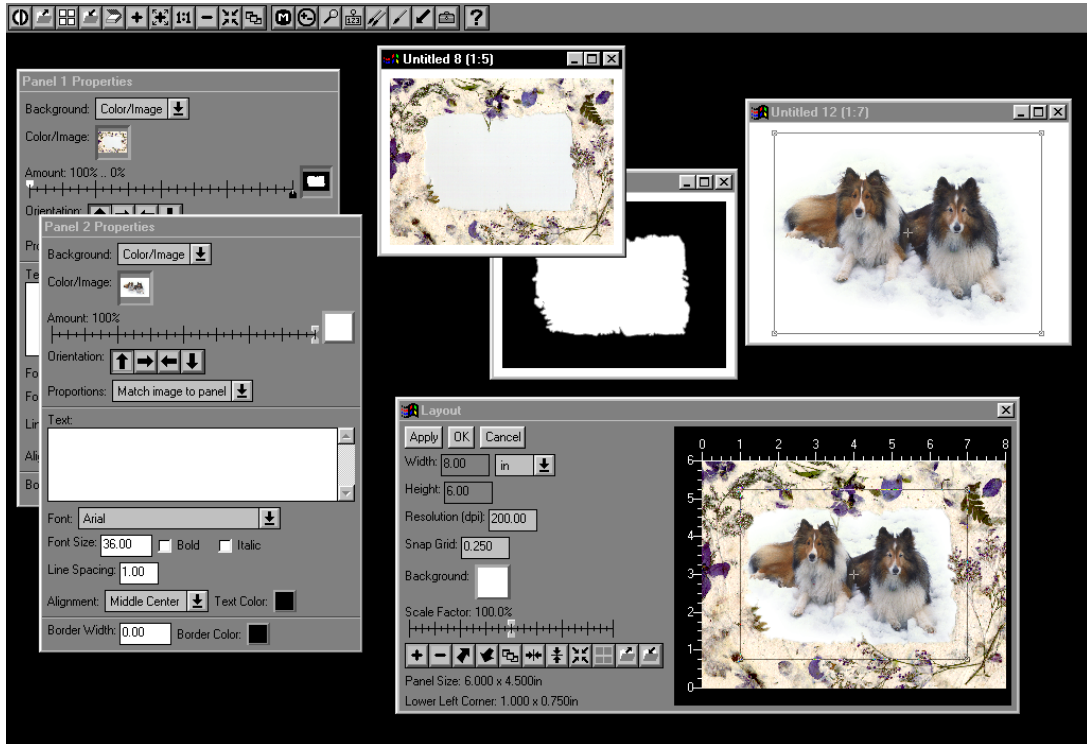 1:1
M
123
?
Panel 1 Properties
Background: Color/Image
Color/Image:
Amount: 100% .. 0%
Orientation:
Panel 2 Properties
Background: Color/Image
Color/Image:
Amount: 100%
Orientation:
Proportions: Match image to panel
Text:
Font: Arial
Font Size: 36.00 Bold Italic
Line Spacing: 1.00
Alignment: Middle Center Text Color:
Border Width: 0.00 Border Color:
Untitled 8 (1:5)
Untitled 12 (1:7)
Layout
Apply OK Cancel
Width: 8.00 in
Height: 6.00
Resolution (dpi): 200.00
Snap Grid: 0.250
Background:
Scale Factor: 100.0%
Panel Size: 6.000 x 4.500in
Lower Left Corner: 1.000 x 0.750in
0 1 2 3 4 5 6 7 8
6
5
4
3
2
1
0